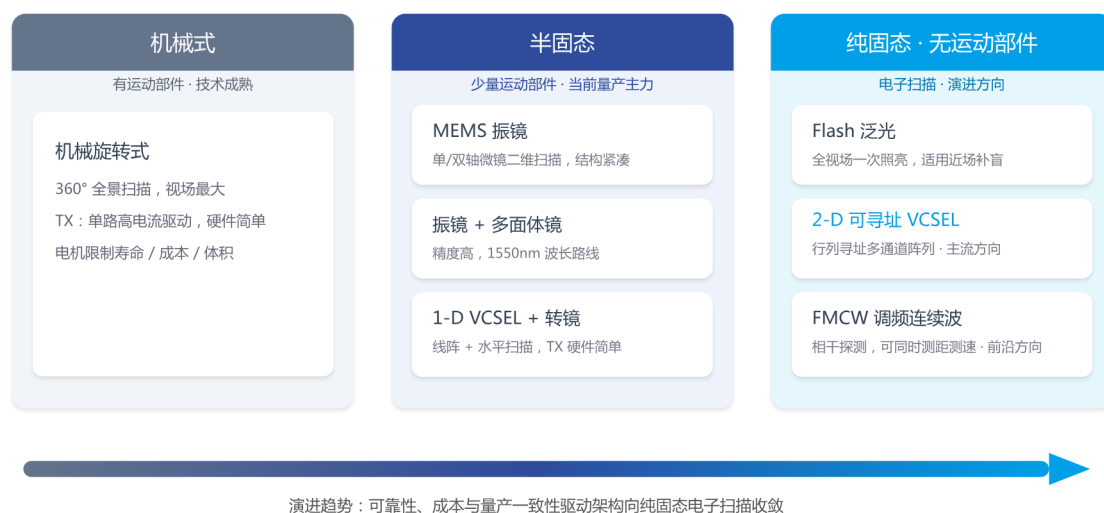 机械式
有运动部件 · 技术成熟
机械旋转式
360° 全景扫描，视场最大
TX：单路高电流驱动，硬件简单
电机限制寿命 / 成本 / 体积
半固态
少量运动部件 · 当前量产主力
MEMS 振镜
单/双轴微镜二维扫描，结构紧凑
振镜 + 多面体镜
精度高，1550nm 波长路线
1-D VCSEL + 转镜
线阵 + 水平扫描，TX 硬件简单
纯固态 · 无运动部件
电子扫描 · 演进方向
Flash 泛光
全视场一次照亮，适用近场补盲
2-D 可寻址 VCSEL
行列寻址多通道阵列 · 主流方向
FMCW 调频连续波
相干探测，可同时测距测速 · 前沿方向
演进趋势：可靠性、成本与量产一致性驱动架构向纯固态电子扫描收敛